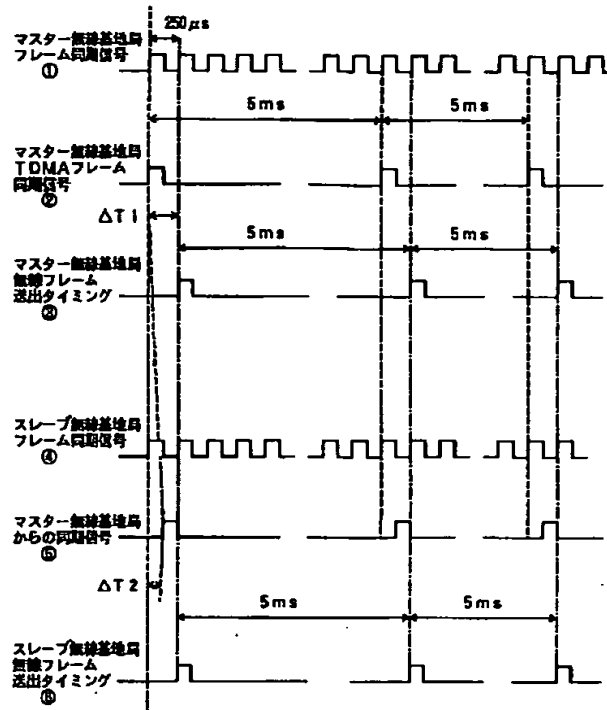 250μs
マスター無線基地局
フレーム同期信号
①
5ms
5ms
マスター無線基地局
TDMAフレーム
同期信号
②
ΔT1
5ms
5ms
マスター無線基地局
無線フレーム
送出タイミング
③
スレーブ無線基地局
フレーム同期信号
④
マスター無線基地局
からの同期信号
⑤
ΔT2
5ms
5ms
スレーブ無線基地局
無線フレーム
送出タイミング
⑥